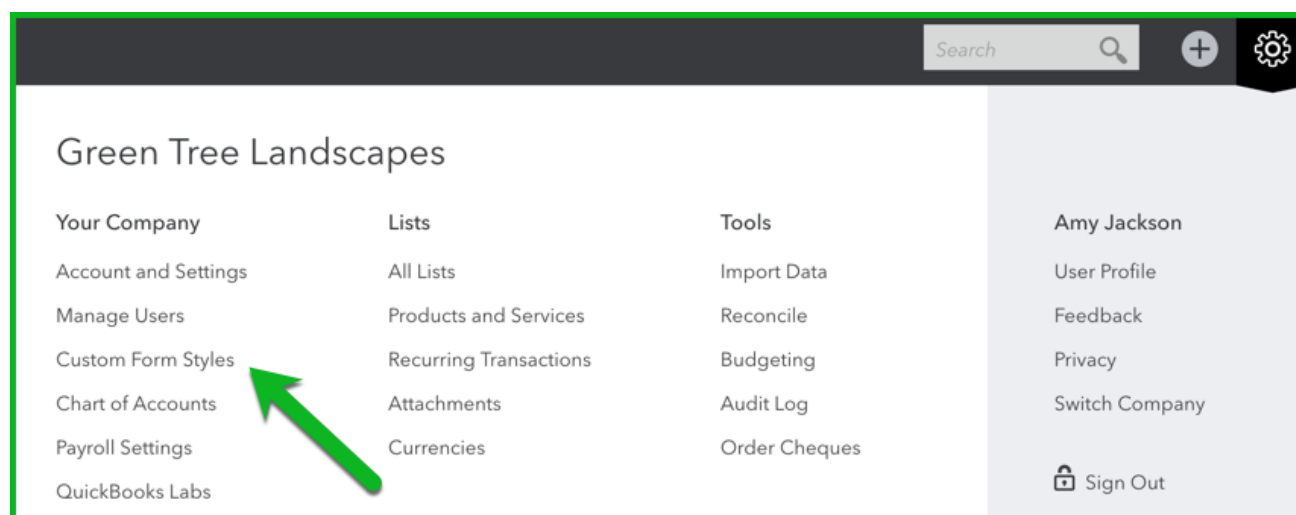 Search
Green Tree Landscapes
Your Company
Account and Settings
Manage Users
Custom Form Styles
Chart of Accounts
Payroll Settings
QuickBooks Labs
Lists
All Lists
Products and Services
Recurring Transactions
Attachments
Currencies
Tools
Import Data
Reconcile
Budgeting
Audit Log
Order Cheques
Amy Jackson
User Profile
Feedback
Privacy
Switch Company
Sign Out